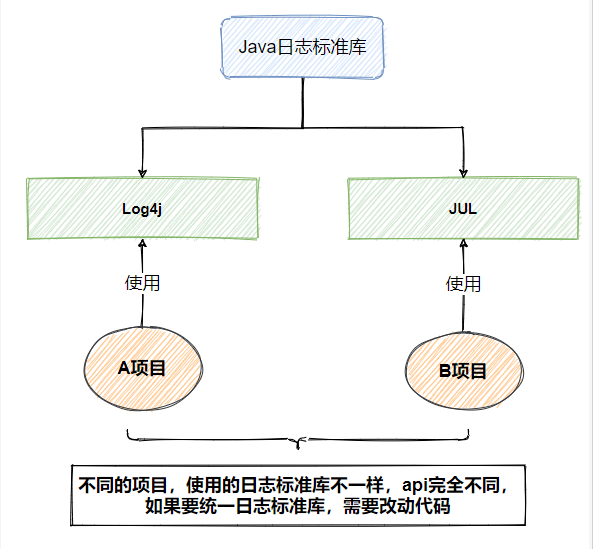 Java日志标准库
Log4j
JUL
使用
使用
A项目
B项目
不同的项目，使用的日志标准库不一样，api完全不同，
如果要统一日志标准库，需要改动代码